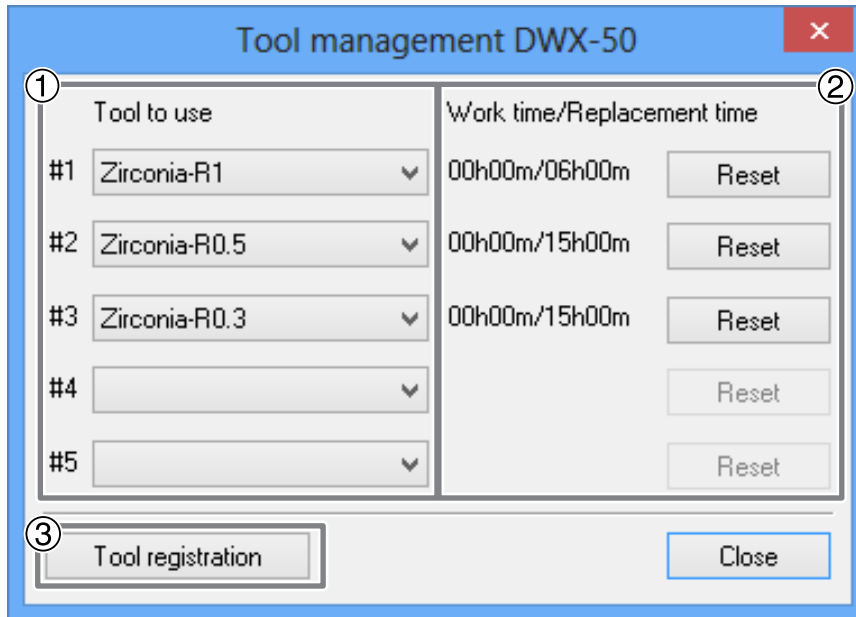 Tool management DWX-50
①
②
Tool to use
Work time/Replacement time
#1 Zirconia-R1 00h00m/06h00m Reset
#2 Zirconia-R0.5 00h00m/15h00m Reset
#3 Zirconia-R0.3 00h00m/15h00m Reset
#4 Reset
#5 Reset
③
Tool registration
Close